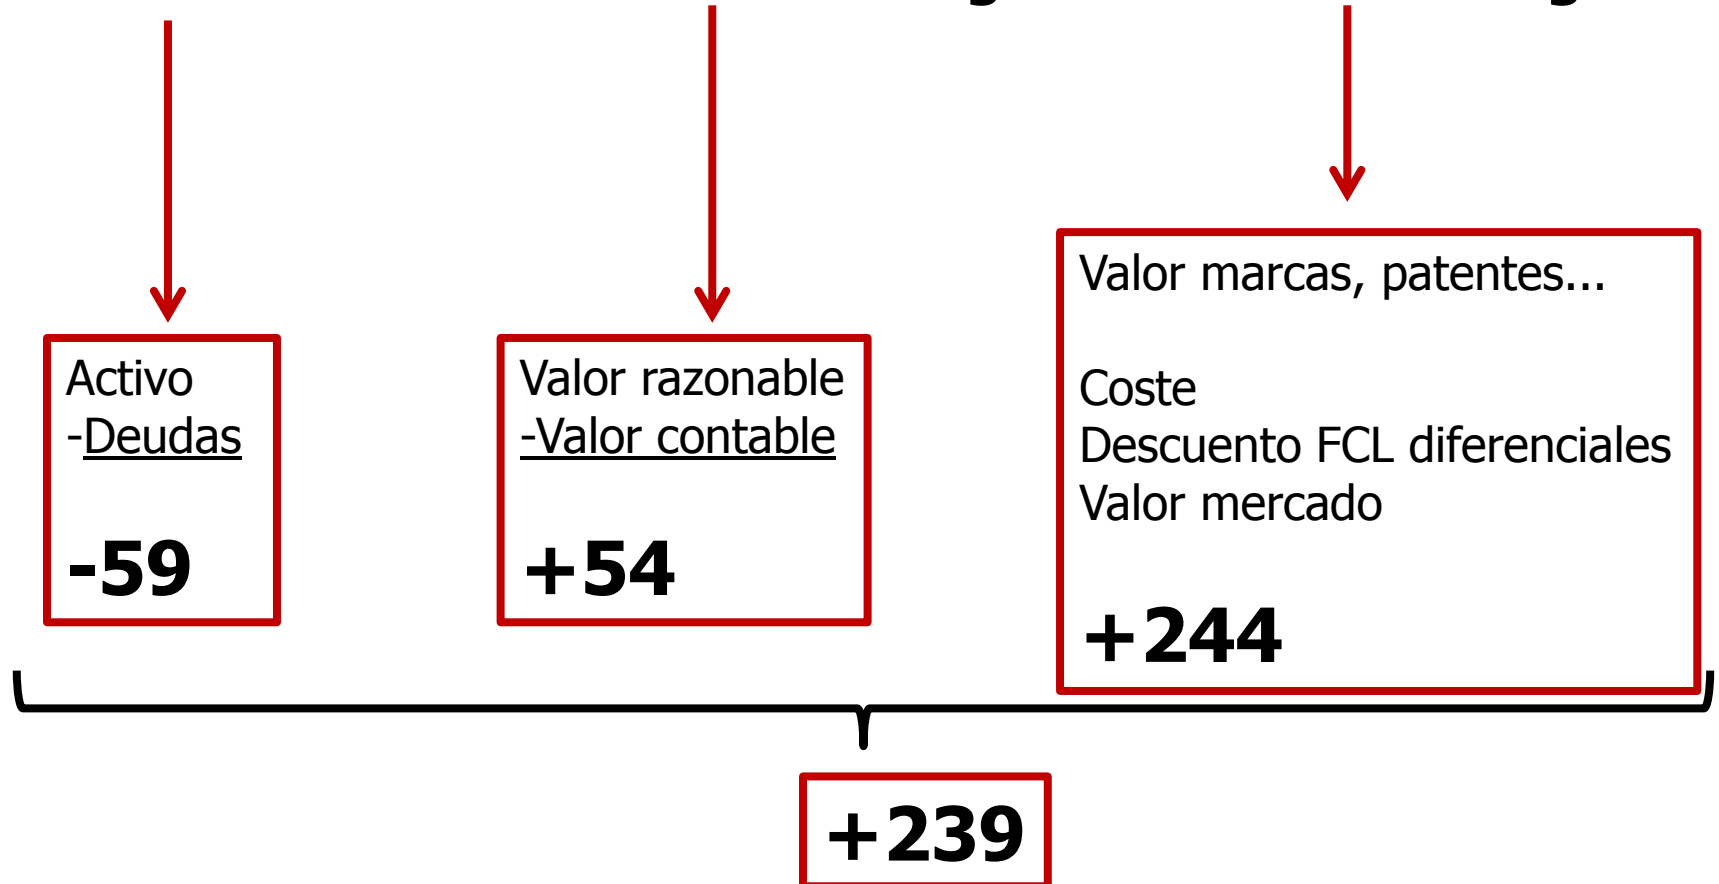 Activo
-Deudas
-59
Valor razonable
-Valor contable
+54
Valor marcas, patentes...
Coste
Descuento FCL diferenciales
Valor mercado
+244
+239